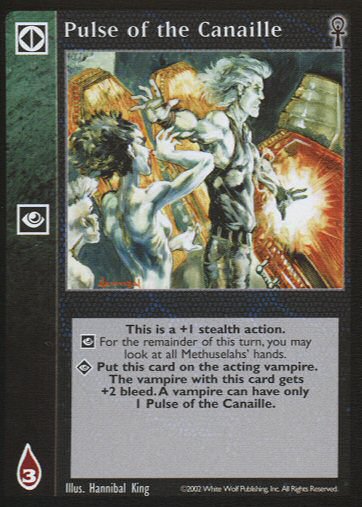 Pulse of the Canaille
This is a +1 stealth action.
For the remainder of this turn, you may
look at all Methuselahs' hands.
Put this card on the acting vampire.
The vampire with this card gets
+2 bleed. A vampire can have only
1 Pulse of the Canaille.
3
Illus. Hannibal King
©2002 White Wolf Publishing, Inc. All Rights Reserved.